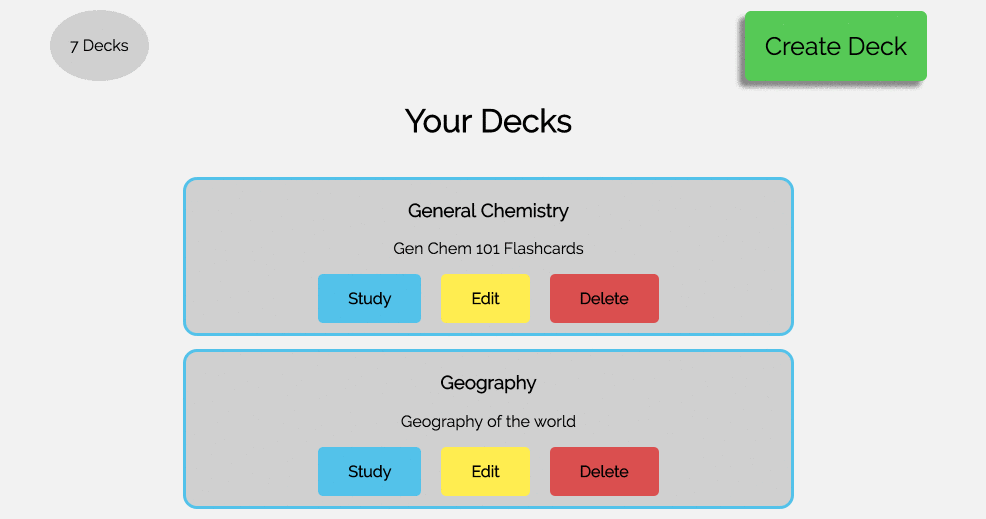 7 Decks
Create Deck
Your Decks
General Chemistry
Gen Chem 101 Flashcards
Study Edit Delete
Geography
Geography of the world
Study Edit Delete